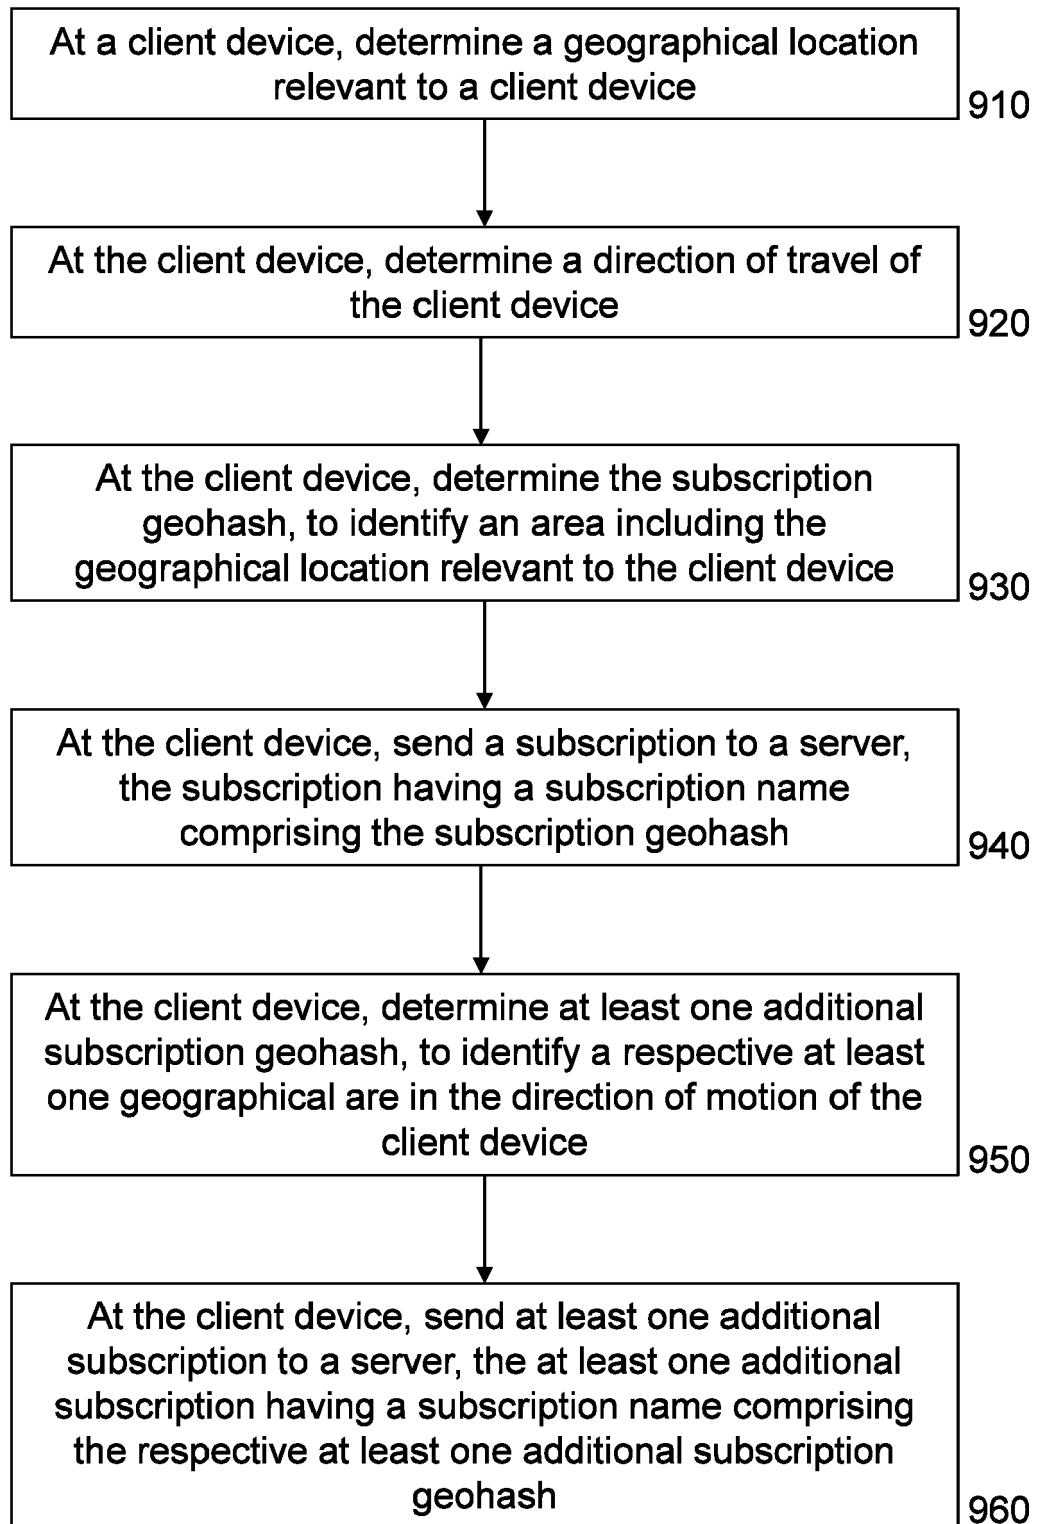 At a client device, determine a geographical location
relevant to a client device
910
At the client device, determine a direction of travel of
the client device
920
At the client device, determine the subscription
geohash, to identify an area including the
geographical location relevant to the client device
930
At the client device, send a subscription to a server,
the subscription having a subscription name
comprising the subscription geohash
940
At the client device, determine at least one additional
subscription geohash, to identify a respective at least
one geographical are in the direction of motion of the
client device
950
At the client device, send at least one additional
subscription to a server, the at least one additional
subscription having a subscription name comprising
the respective at least one additional subscription
geohash
960